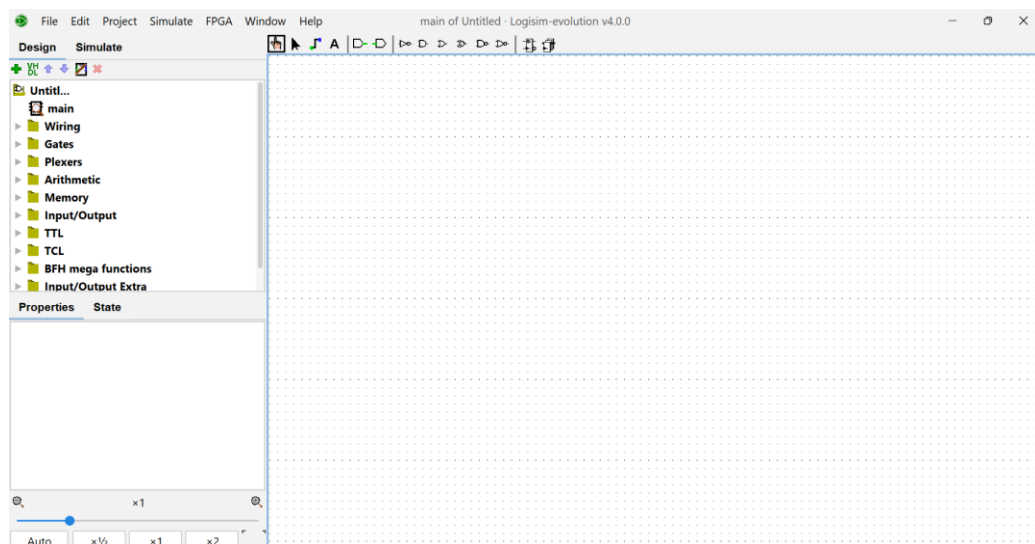 File Edit Project Simulate FPGA Window Help main of Untitled · Logisim-evolution v4.0.0
Design Simulate
A
VHDL
Untitl...
main
Wiring
Gates
Plexers
Arithmetic
Memory
Input/Output
TTL
TCL
BFH mega functions
Input/Output Extra
Properties State
×1
Auto ×½ ×1 ×2